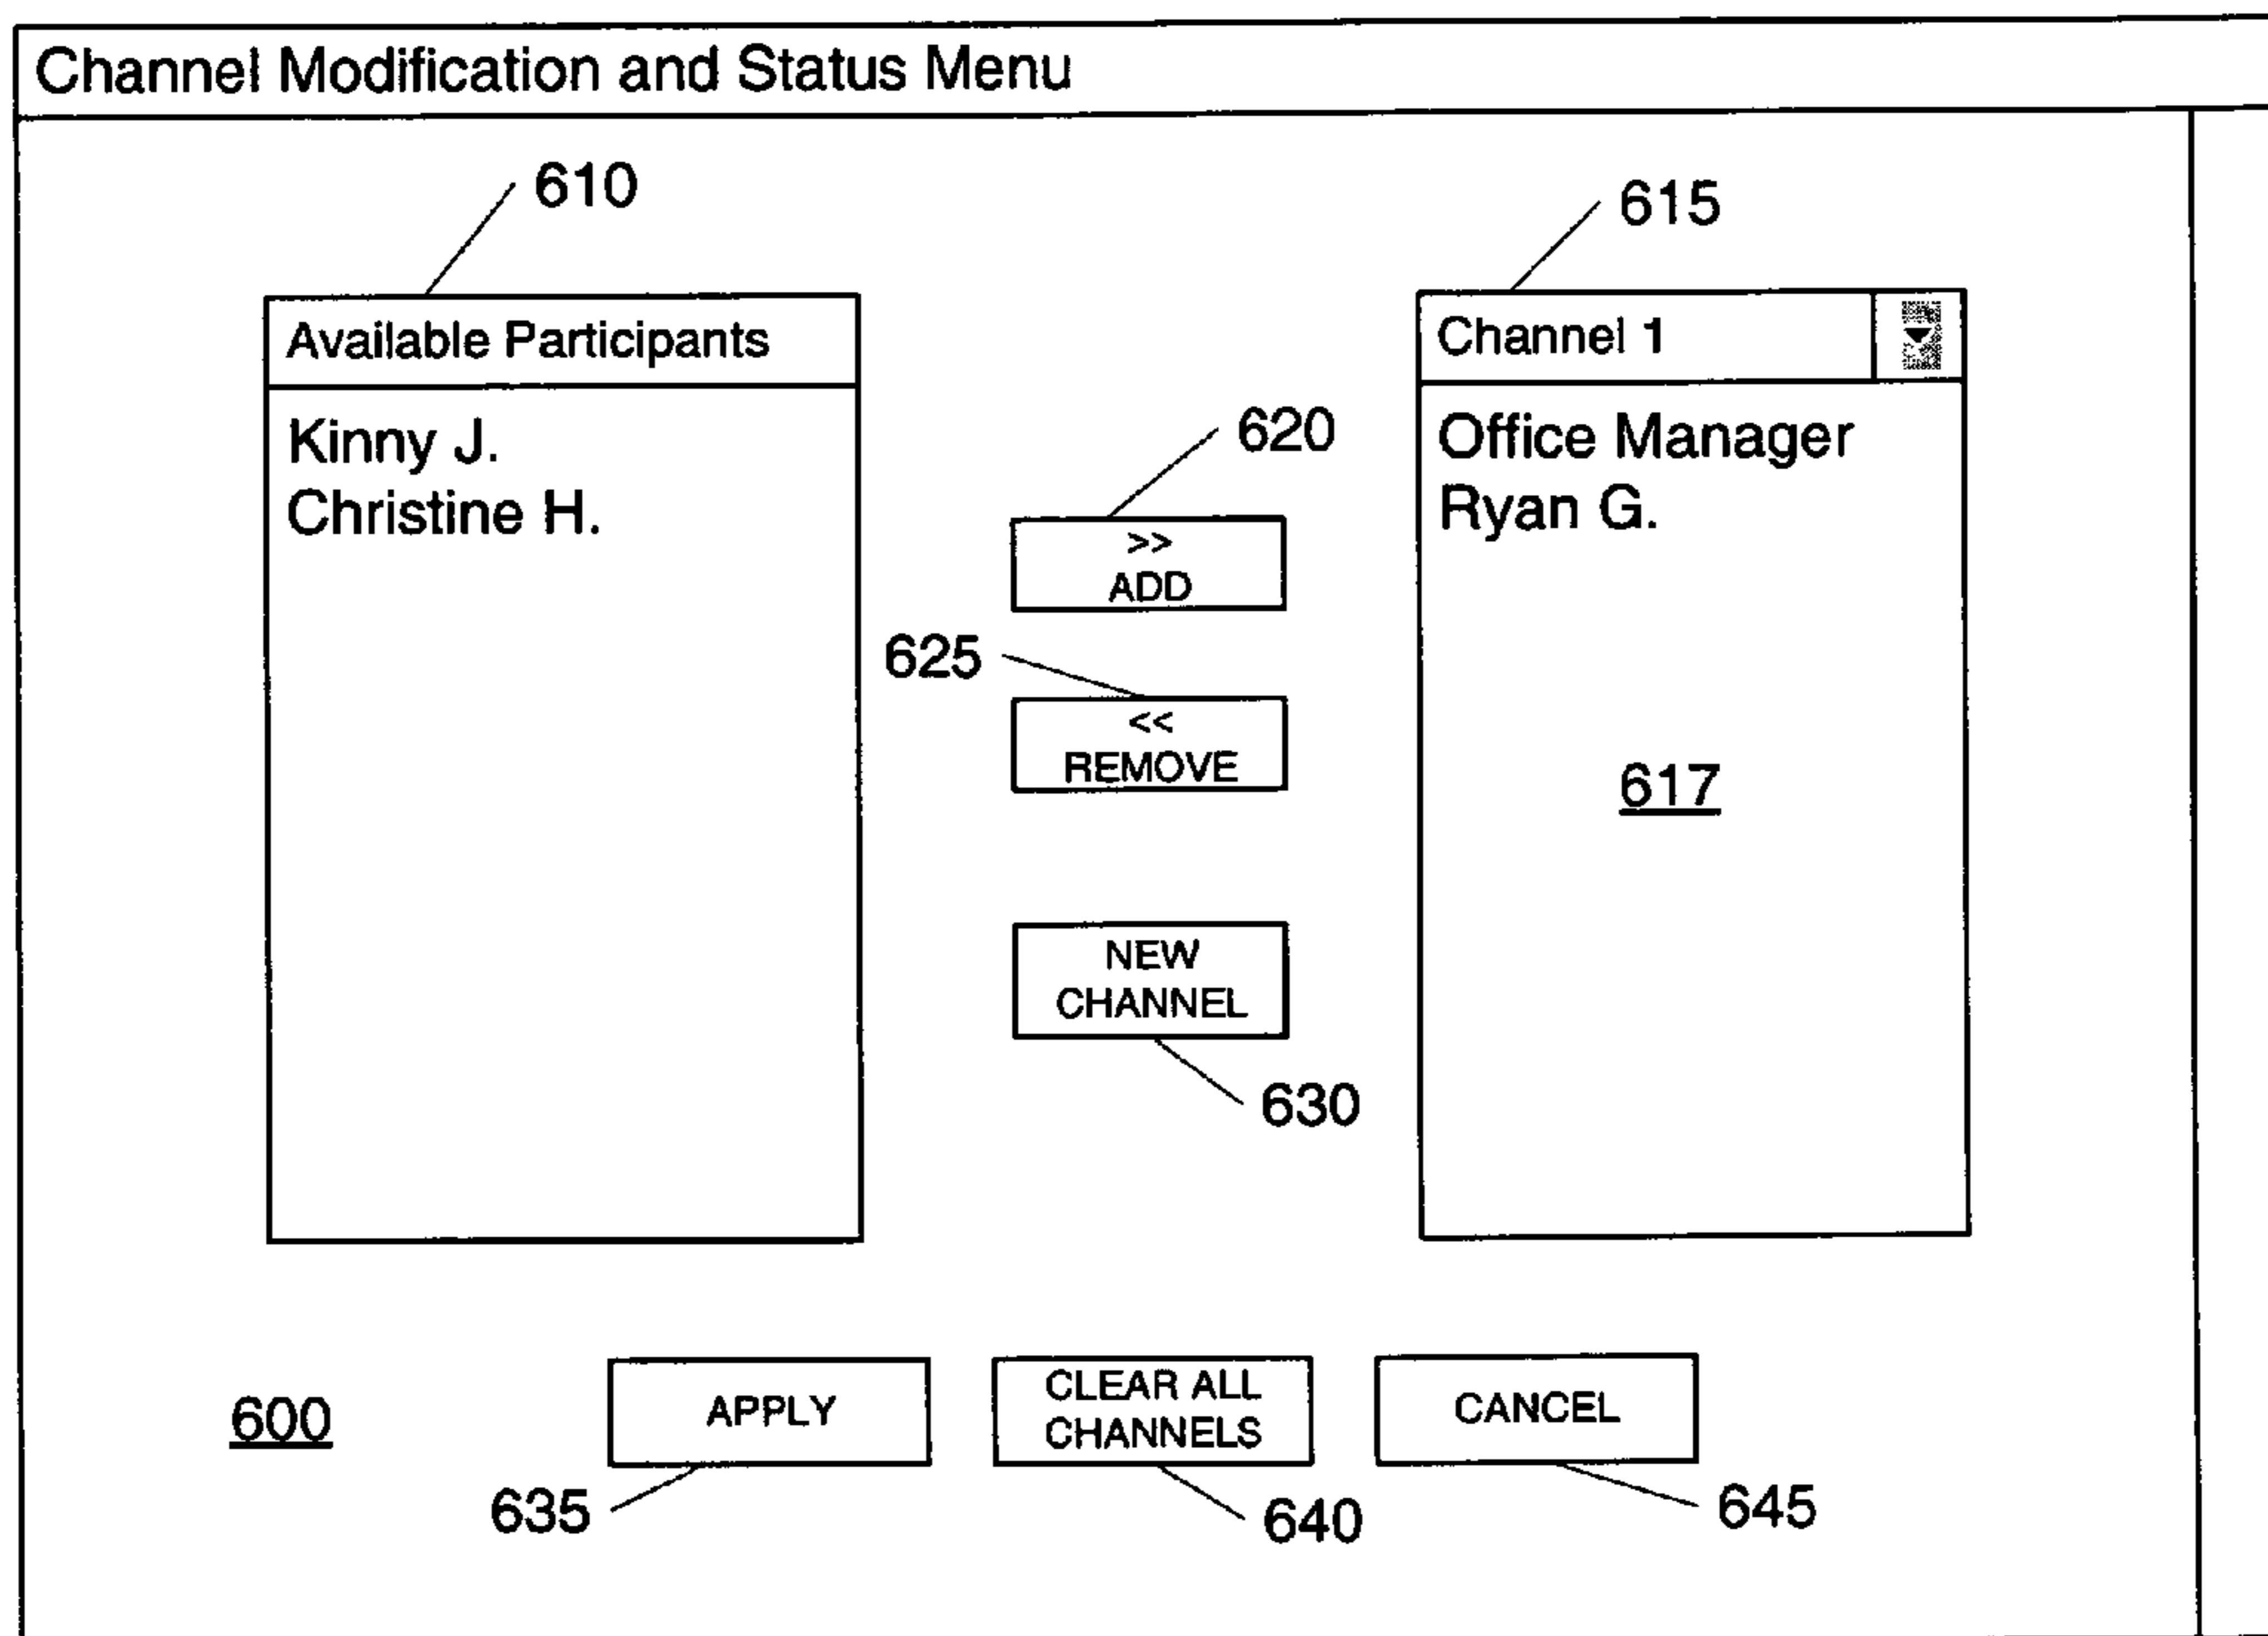 Channel Modification and Status Menu
610
615
Available Participants
Channel 1
Kinny J.
Christine H.
Office Manager
Ryan G.
620
>>
ADD
625
<<
REMOVE
617
NEW
CHANNEL
630
600
APPLY
CLEAR ALL
CHANNELS
CANCEL
635
640
645